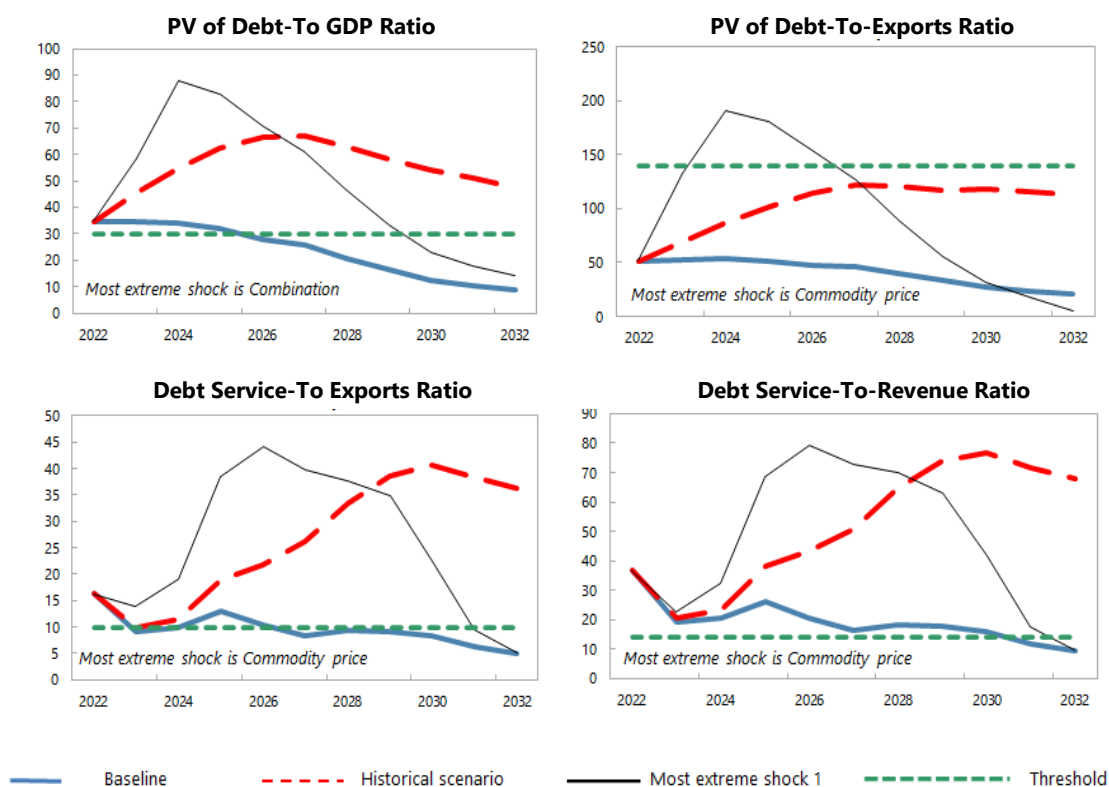 PV of Debt-To GDP Ratio
100
90
80
70
60
50
40
30
20
10
0
Most extreme shock is Combination
2022 2024 2026 2028 2030 2032
PV of Debt-To-Exports Ratio
250
200
150
100
50
0
Most extreme shock is Commodity price
2022 2024 2026 2028 2030 2032
Debt Service-To Exports Ratio
50
45
40
35
30
25
20
15
10
5
0
Most extreme shock is Commodity price
2022 2024 2026 2028 2030 2032
Debt Service-To-Revenue Ratio
90
80
70
60
50
40
30
20
10
0
Most extreme shock is Commodity price
2022 2024 2026 2028 2030 2032
Baseline Historical scenario Most extreme shock 1 Threshold